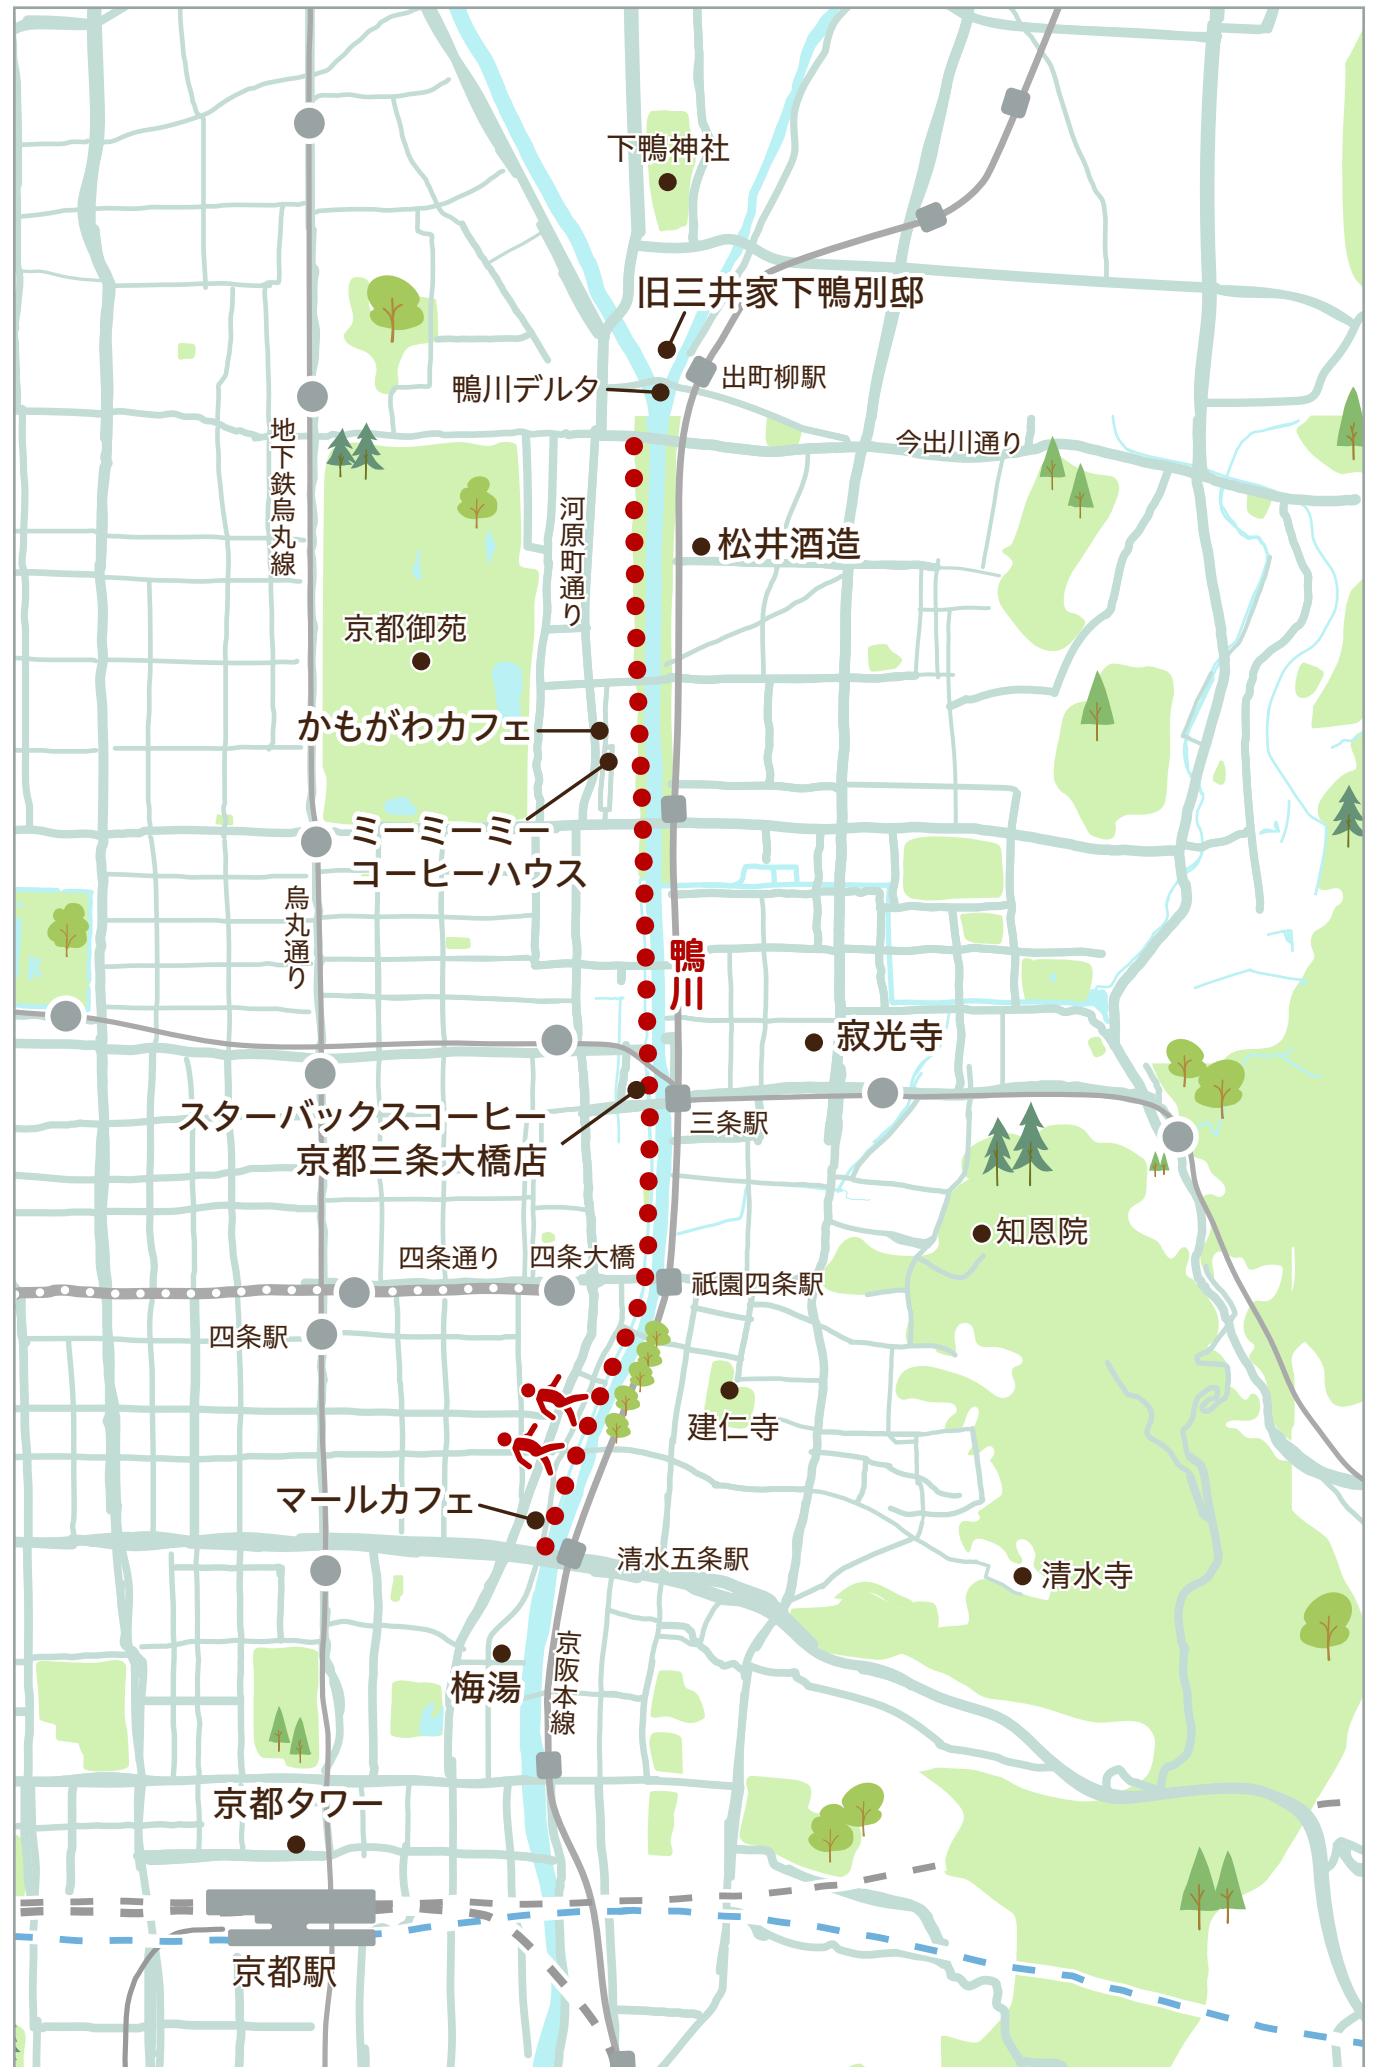 下鴨神社
旧三井家下鴨別邸
鴨川デルタ
出町柳駅
今出川通り
地下鉄烏丸線
河原町通り
松井酒造
京都御苑
かもがわカフェ
ミーミーミー
コーヒーハウス
烏丸通り
鴨川
寂光寺
スターバックスコーヒー
京都三条大橋店
三条駅
知恩院
四条通り
四条大橋
祇園四条駅
四条駅
建仁寺
マールカフェ
清水五条駅
清水寺
梅湯
京阪本線
京都タワー
京都駅